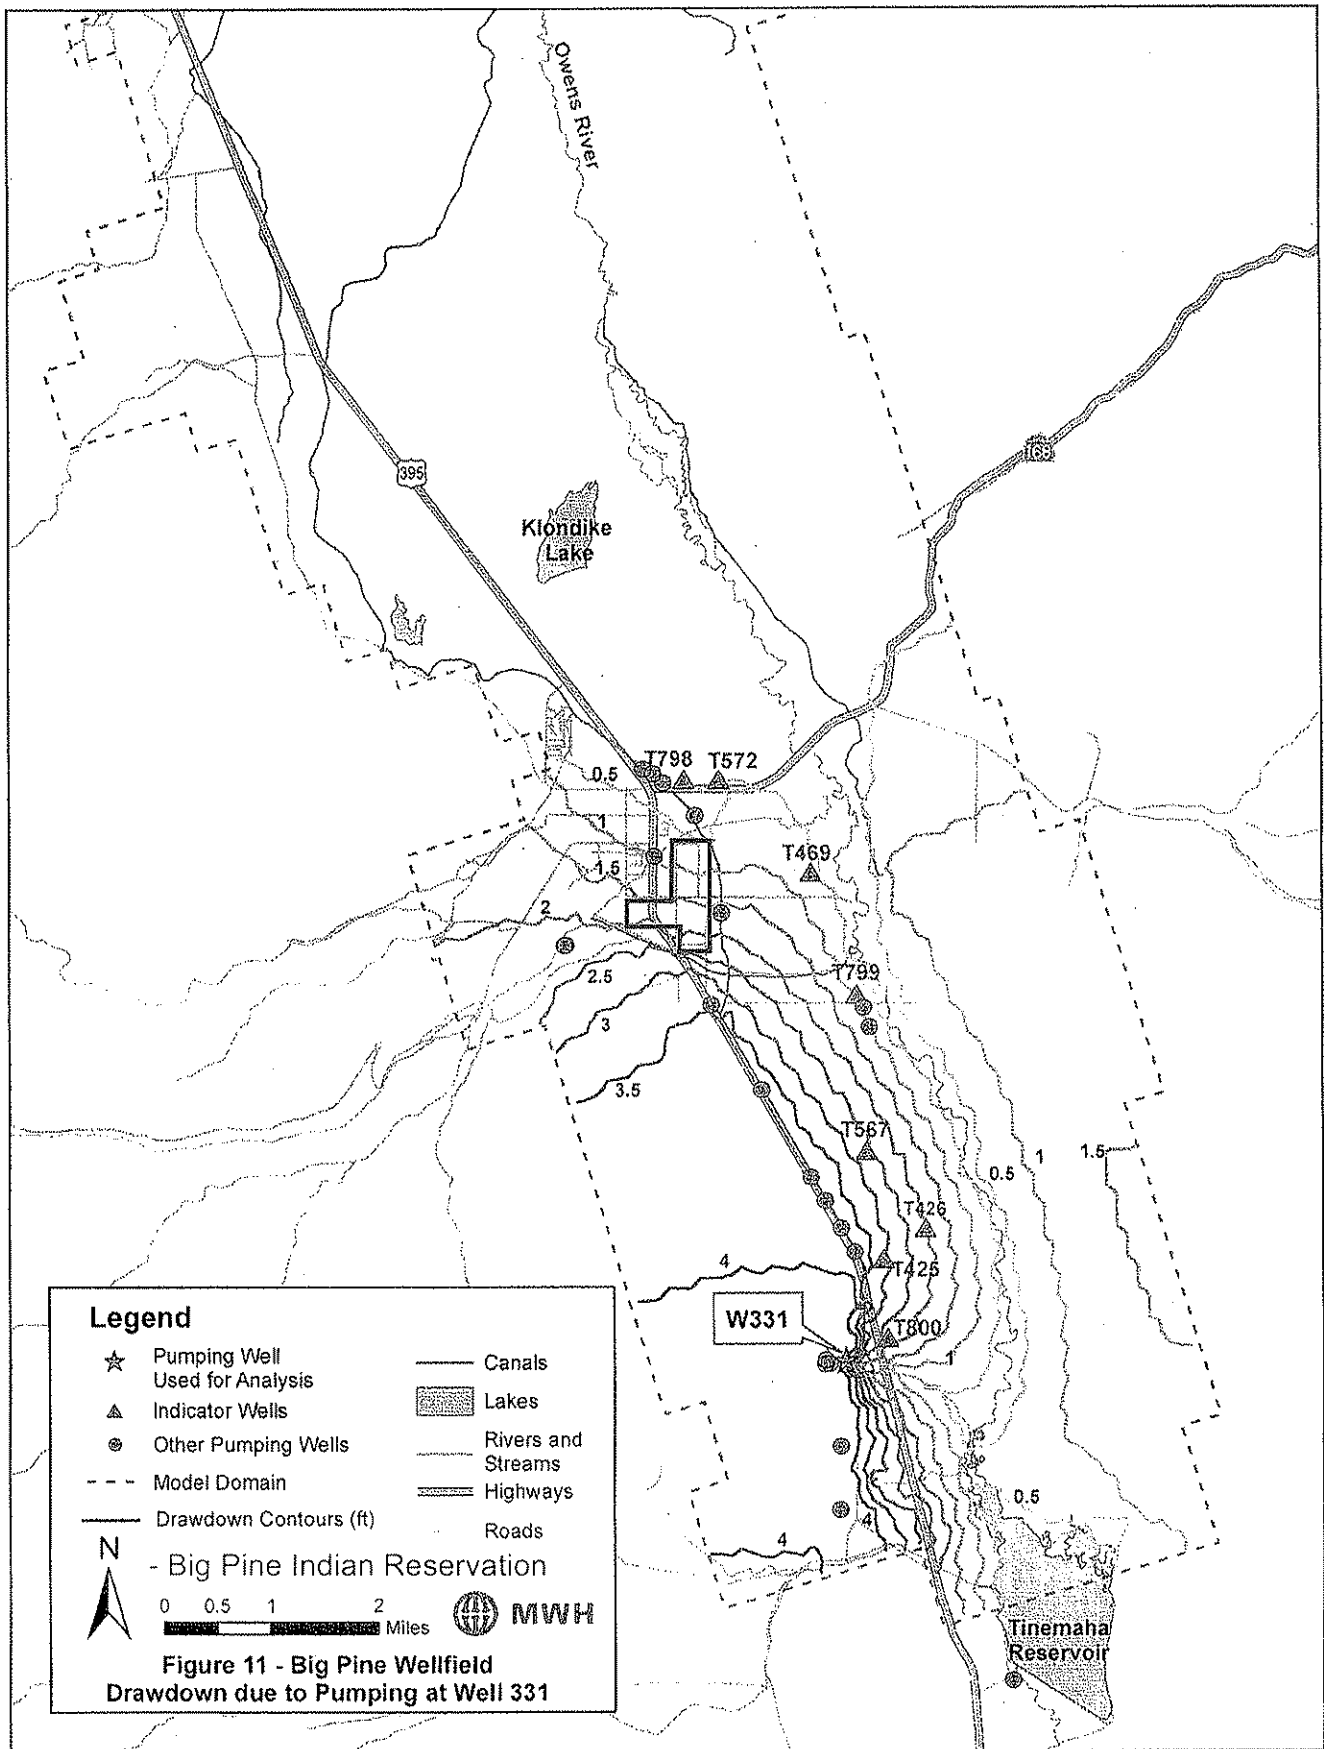 Owens River
395
168
Klondike
Lake
T798
T572
0.5
1
1.5
T469
2
2.5
T799
3
3.5
T567
1.5
1
0.5
T426
4
T425
W331
T800
1
0.5
4
4
Tinemaha
Reservoir
Legend
Pumping Well
Used for Analysis
Indicator Wells
Other Pumping Wells
Model Domain
Drawdown Contours (ft)
Canals
Lakes
Rivers and
Streams
Highways
Roads
N
- Big Pine Indian Reservation
0 0.5 1 2
Miles
MWH
Figure 11 - Big Pine Wellfield
Drawdown due to Pumping at Well 331